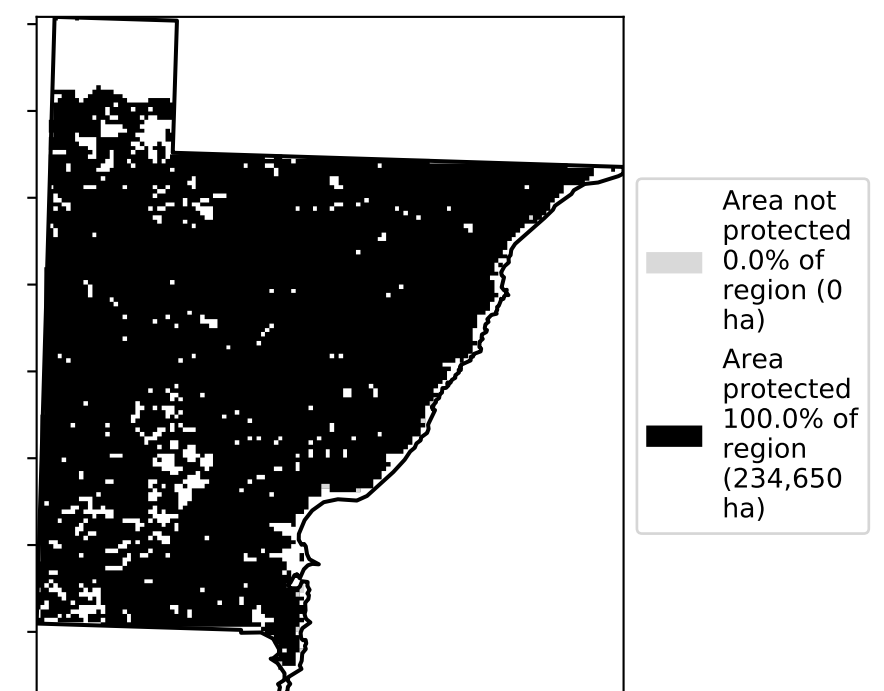 Area not
protected
0.0% of
region (0
ha)
Area
protected
100.0% of
region
(234,650
ha)